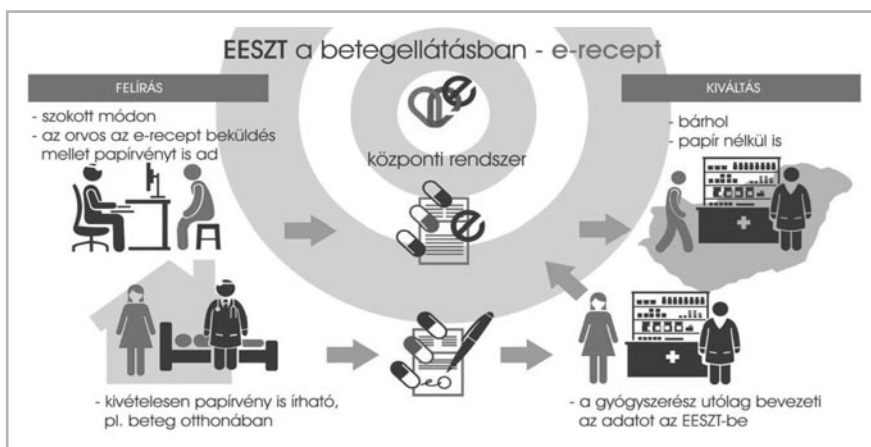 EESZT a betegellátásban - e-recept
FELÍRÁS
- szokott módon
- az orvos az e-recept beküldés
mellet papírvényt is ad
központi rendszer
KIVÁLTÁS
- bárhol
- papír nélkül is
- kivételesen papírvény is írható,
pl. beteg otthonában
- a gyógyszerész utólag bevezeti
az adatot az EESZT-be